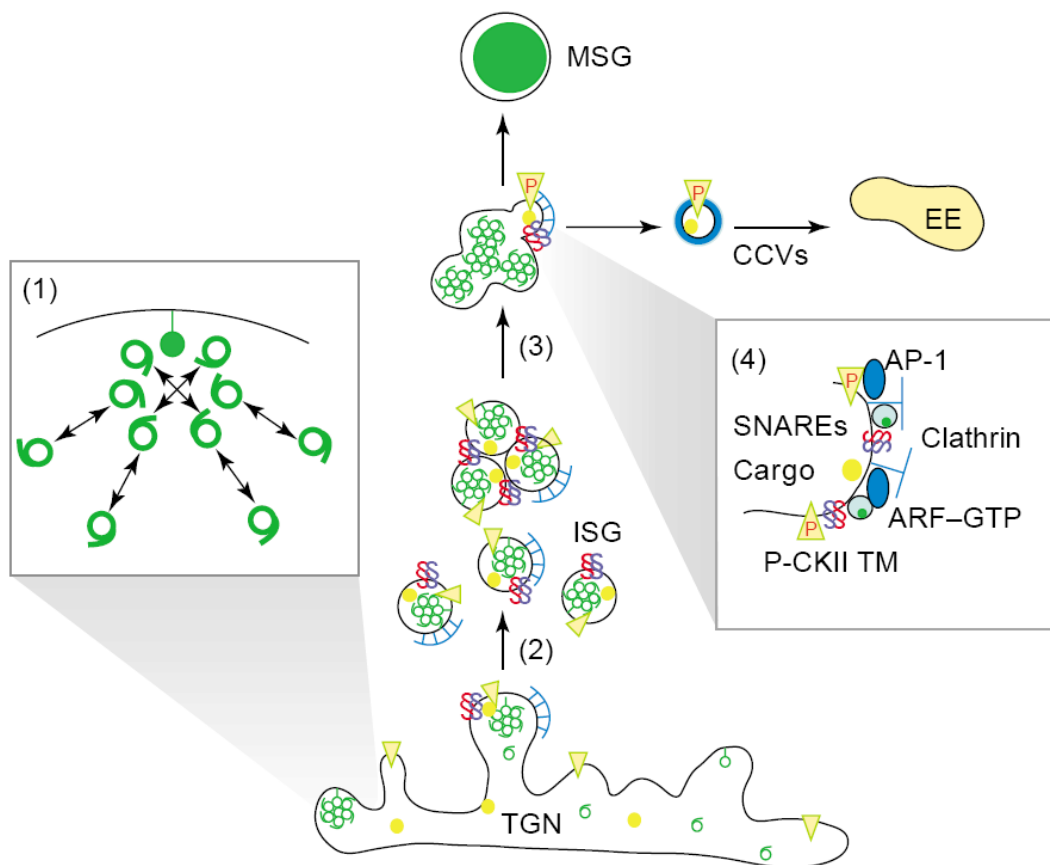 MSG
P
P
EE
CCVs
(1)
(3)
(4)
AP-1
P
SNAREs
Clathrin
Cargo
ARF–GTP
P
P-CKII TM
ISG
(2)
TGN